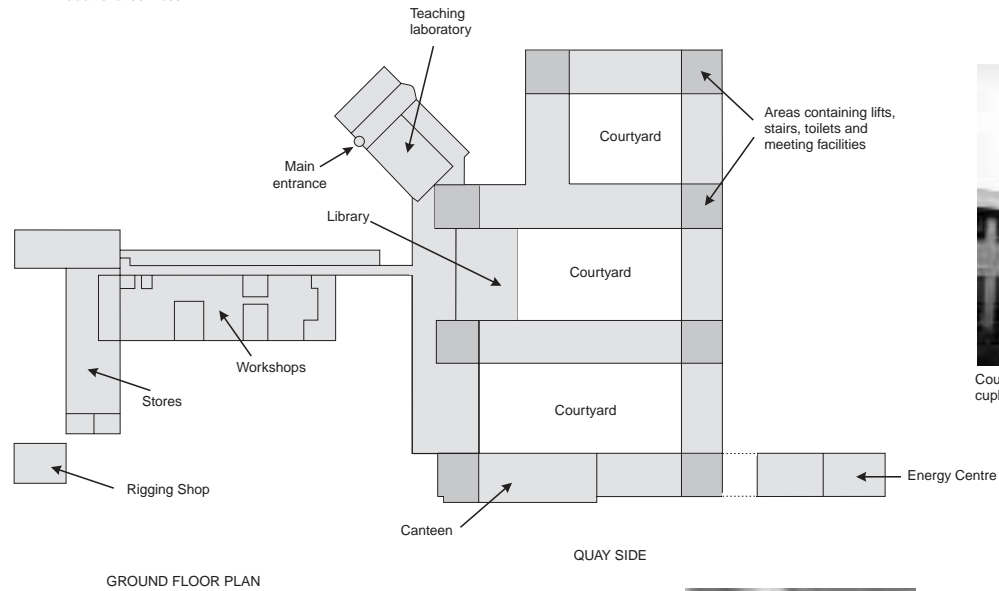 Teaching
laboratory
Areas containing lifts,
stairs, toilets and
meeting facilities
Courtyard
Main
entrance
Library
Courtyard
Workshops
Stores
Courtyard
Energy Centre
Rigging Shop
Canteen
QUAY SIDE
GROUND FLOOR PLAN